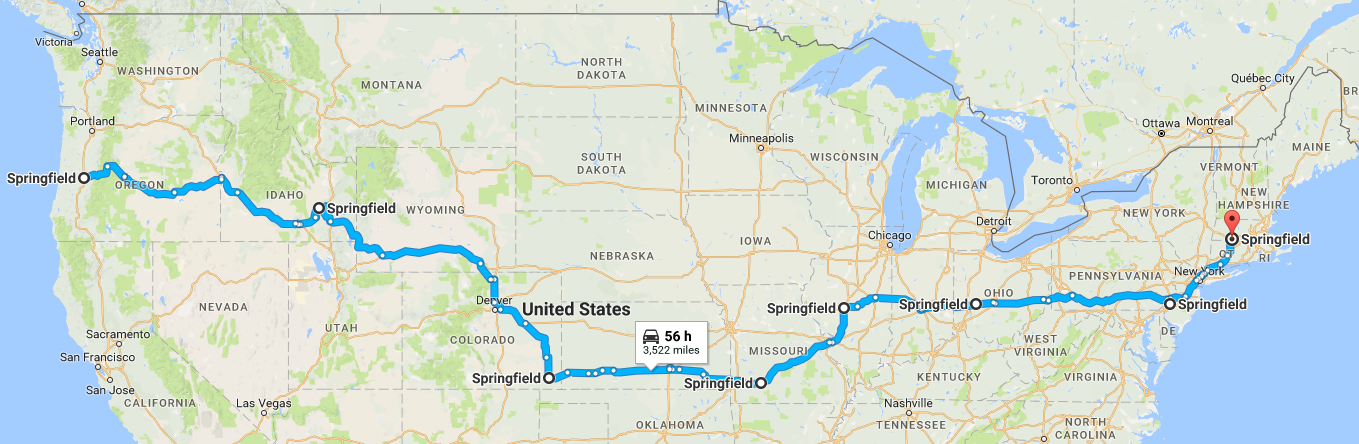 Victoria
Seattle
WASHINGTON
MONTANA
NORTH
DAKOTA
MINNESOTA
Québec City
BR
Portland
Minneapolis
Ottawa
Montreal
MAINE
Springfield
OREGON
IDAHO
Springfield
WYOMING
SOUTH
DAKOTA
WISCONSIN
MICHIGAN
Toronto
VERMONT
NEW
HAMPSHIRE
NEW YORK
Detroit
Chicago
Springfield
RI
IOWA
NEBRASKA
PENNSYLVANIA
New York
NEVADA
Denver
United States
Springfield
Springfield
OHIO
Springfield
DE
Sacramento
UTAH
COLORADO
56 h
3,522 miles
MISSOURI
WEST
VIRGINIA
San Francisco
San Jose
Springfield
Springfield
KENTUCKY
VIRGINIA
CALIFORNIA
Las Vegas
Nashville
OKLAHOMA
TENNESSEE
NORTH
CAROLINA